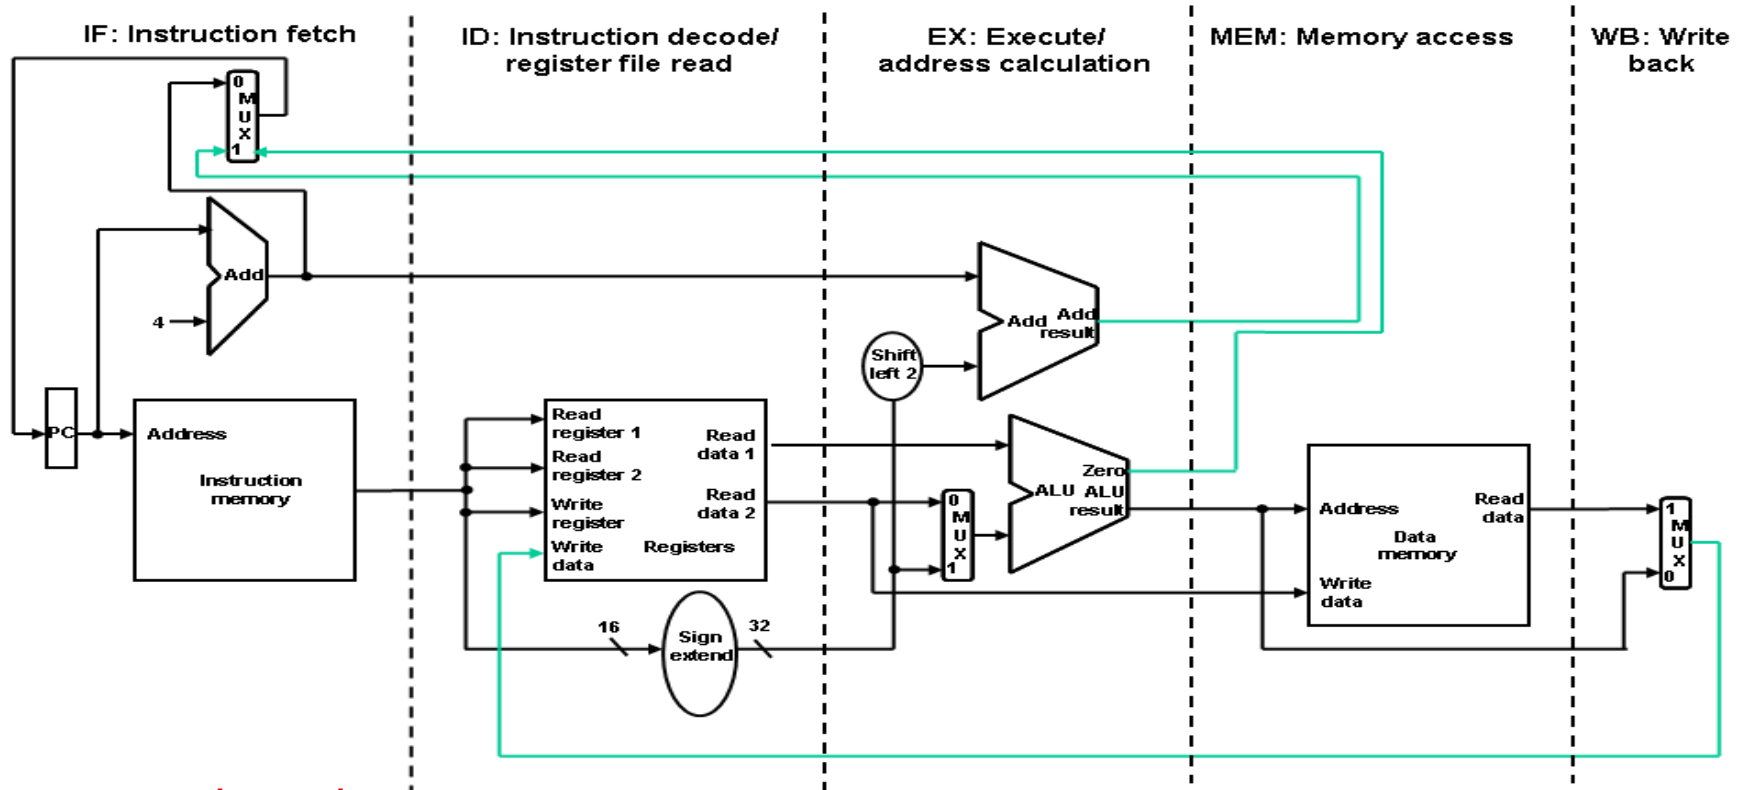 IF: Instruction fetch
ID: Instruction decode/
register file read
EX: Execute/
address calculation
MEM: Memory access
WB: Write
back
0
M
U
X
1
Add
4
Add
Add
result
Shift
left 2
PC
Address
Instruction
memory
Read
register 1
Read
register 2
Write
register
Write
data
Read
data 1
Read
data 2
Registers
0
M
U
X
1
Zero
ALU
ALU
result
Address
Read
data
Data
memory
Write
data
1
M
U
X
0
16
Sign
extend
32